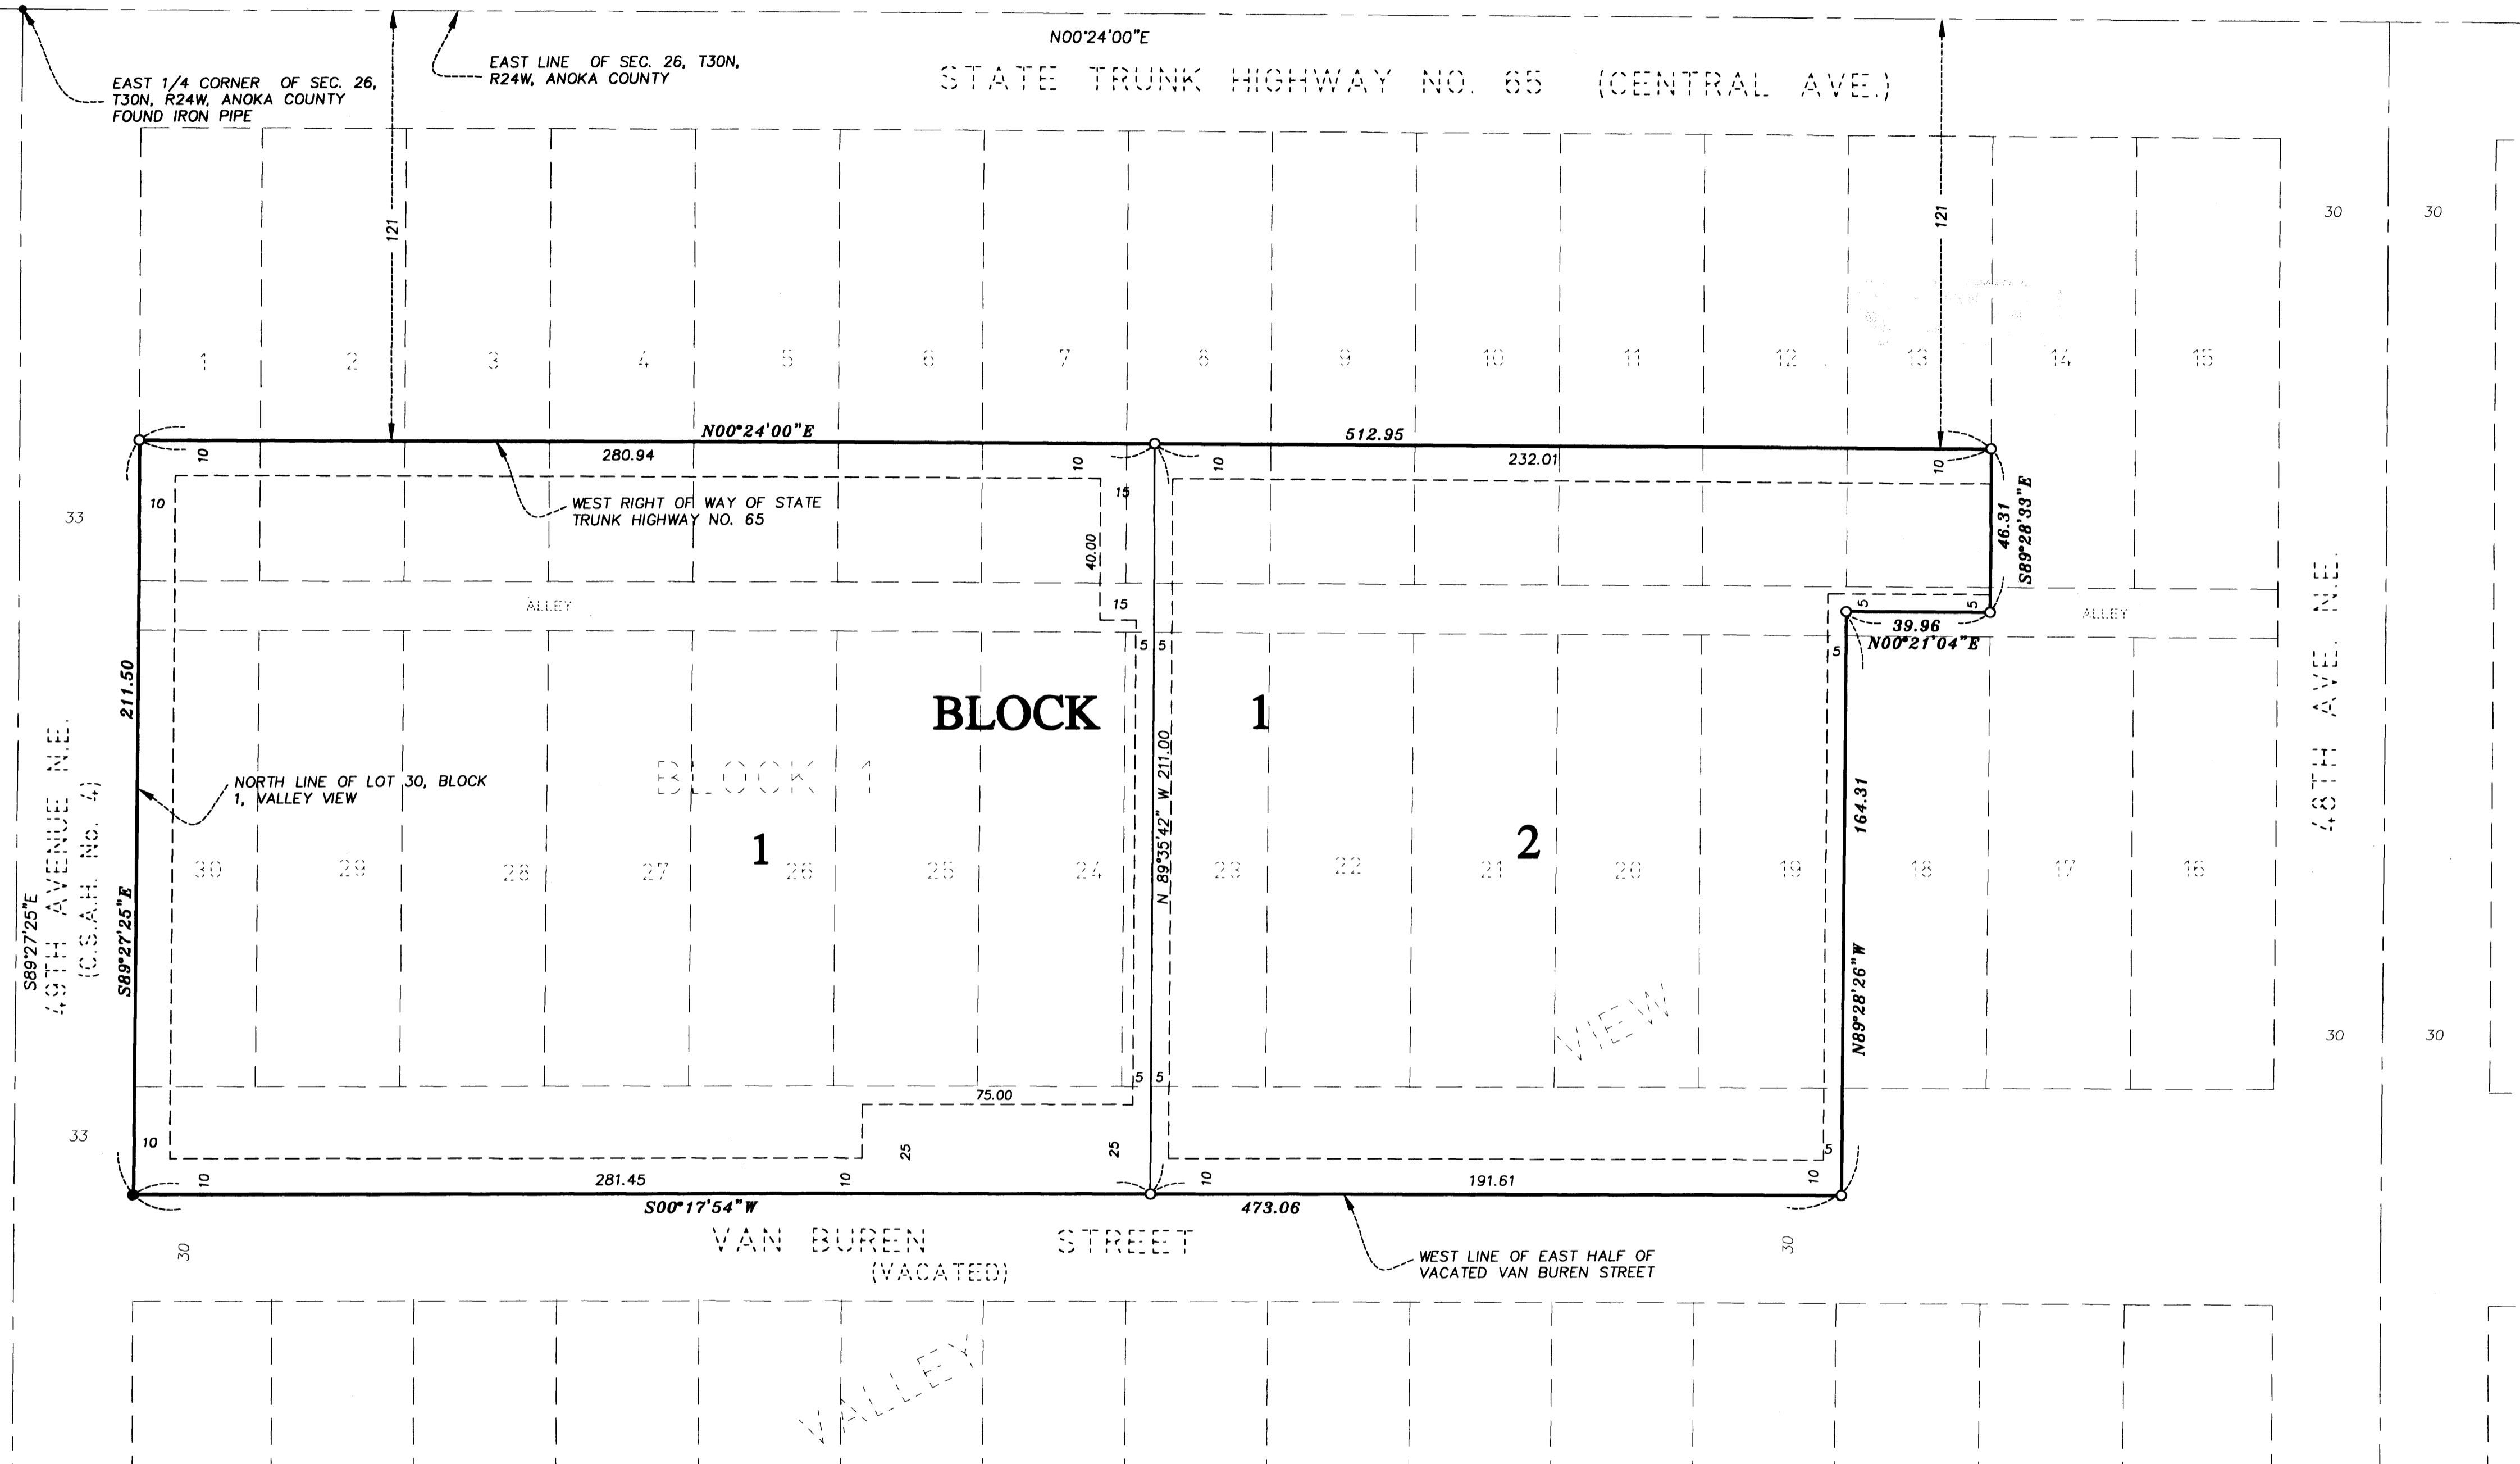 N00°24'00"E
STATE TRUNK HIGHWAY NO. 65 (CENTRAL AVE.)
EAST 1/4 CORNER OF SEC. 26,
T30N, R24W, ANOKA COUNTY
FOUND IRON PIPE
EAST LINE OF SEC. 26, T30N,
R24W, ANOKA COUNTY
121
121
30
30
1
2
3
4
5
6
7
8
9
10
11
12
13
14
15
N00°24'00"E
512.95
280.94
232.01
10
10
10
10
10
15
WEST RIGHT OF WAY OF STATE
TRUNK HIGHWAY NO. 65
33
40.00
46.31
S89°28'33"E
ALLEY
15
5
5
ALLEY
39.96
N00°21'04"E
5
5
5
211.50
S89°27'25"E
BLOCK 1
BLOCK 1
N 89°35'42" W 211.00
NORTH LINE OF LOT 30, BLOCK
1, VALLEY VIEW
1
2
164.31
N89°28'26"W
48TH AVE. N.E.
49TH AVENUE N.E.
(C.S.A.H. No. 4)
S89°27'25"E
30
29
28
27
26
25
24
23
22
21
20
19
18
17
16
VIEW
30
30
5
5
75.00
33
10
25
25
5
10
281.45
10
10
191.61
10
S00°17'54"W
473.06
VAN BUREN STREET
(VACATED)
30
30
WEST LINE OF EAST HALF OF
VACATED VAN BUREN STREET
VALLEY